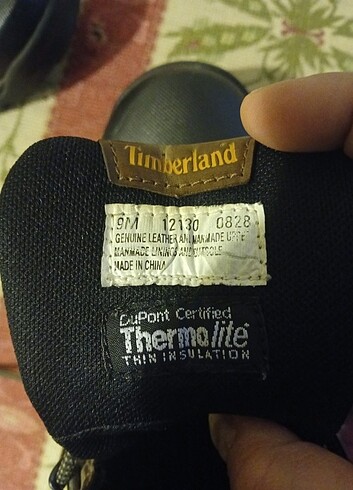 Timberland
9M 12130 0828
GENUINE LEATHER AND MANMADE UPPER
MANMADE LININGS AND OUTSOLE
MADE IN CHINA
DuPont Certified
Thermolite
THIN INSULATION